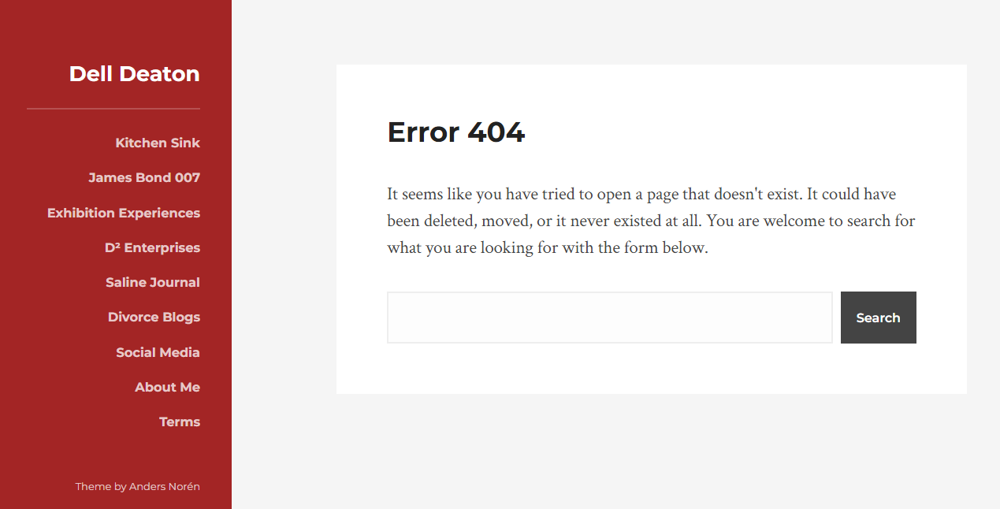 Dell Deaton
Kitchen Sink
James Bond 007
Exhibition Experiences
D² Enterprises
Saline Journal
Divorce Blogs
Social Media
About Me
Terms
Theme by Anders Norén
Error 404
It seems like you have tried to open a page that doesn't exist. It could have
been deleted, moved, or it never existed at all. You are welcome to search for
what you are looking for with the form below.
Search